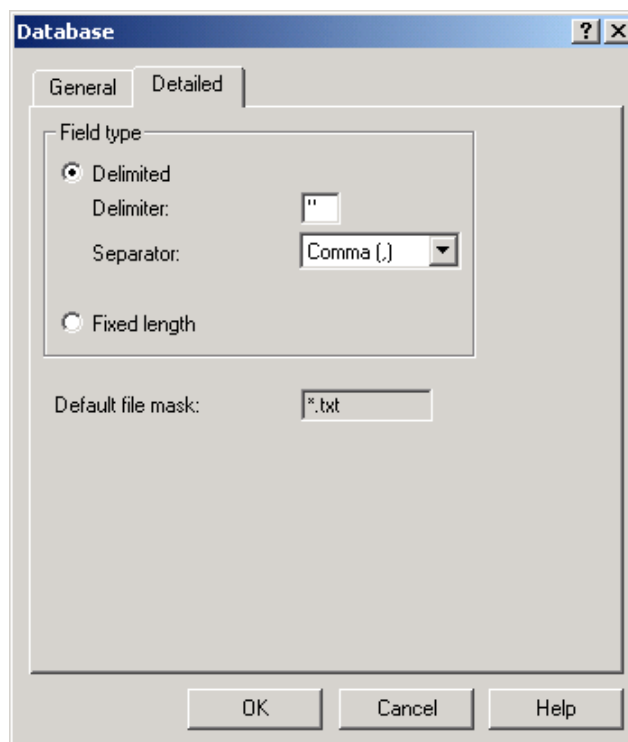 Database
General Detailed
Field type
Delimited
Delimiter: "
Separator: Comma (,)
Fixed length
Default file mask: *.txt
OK Cancel Help